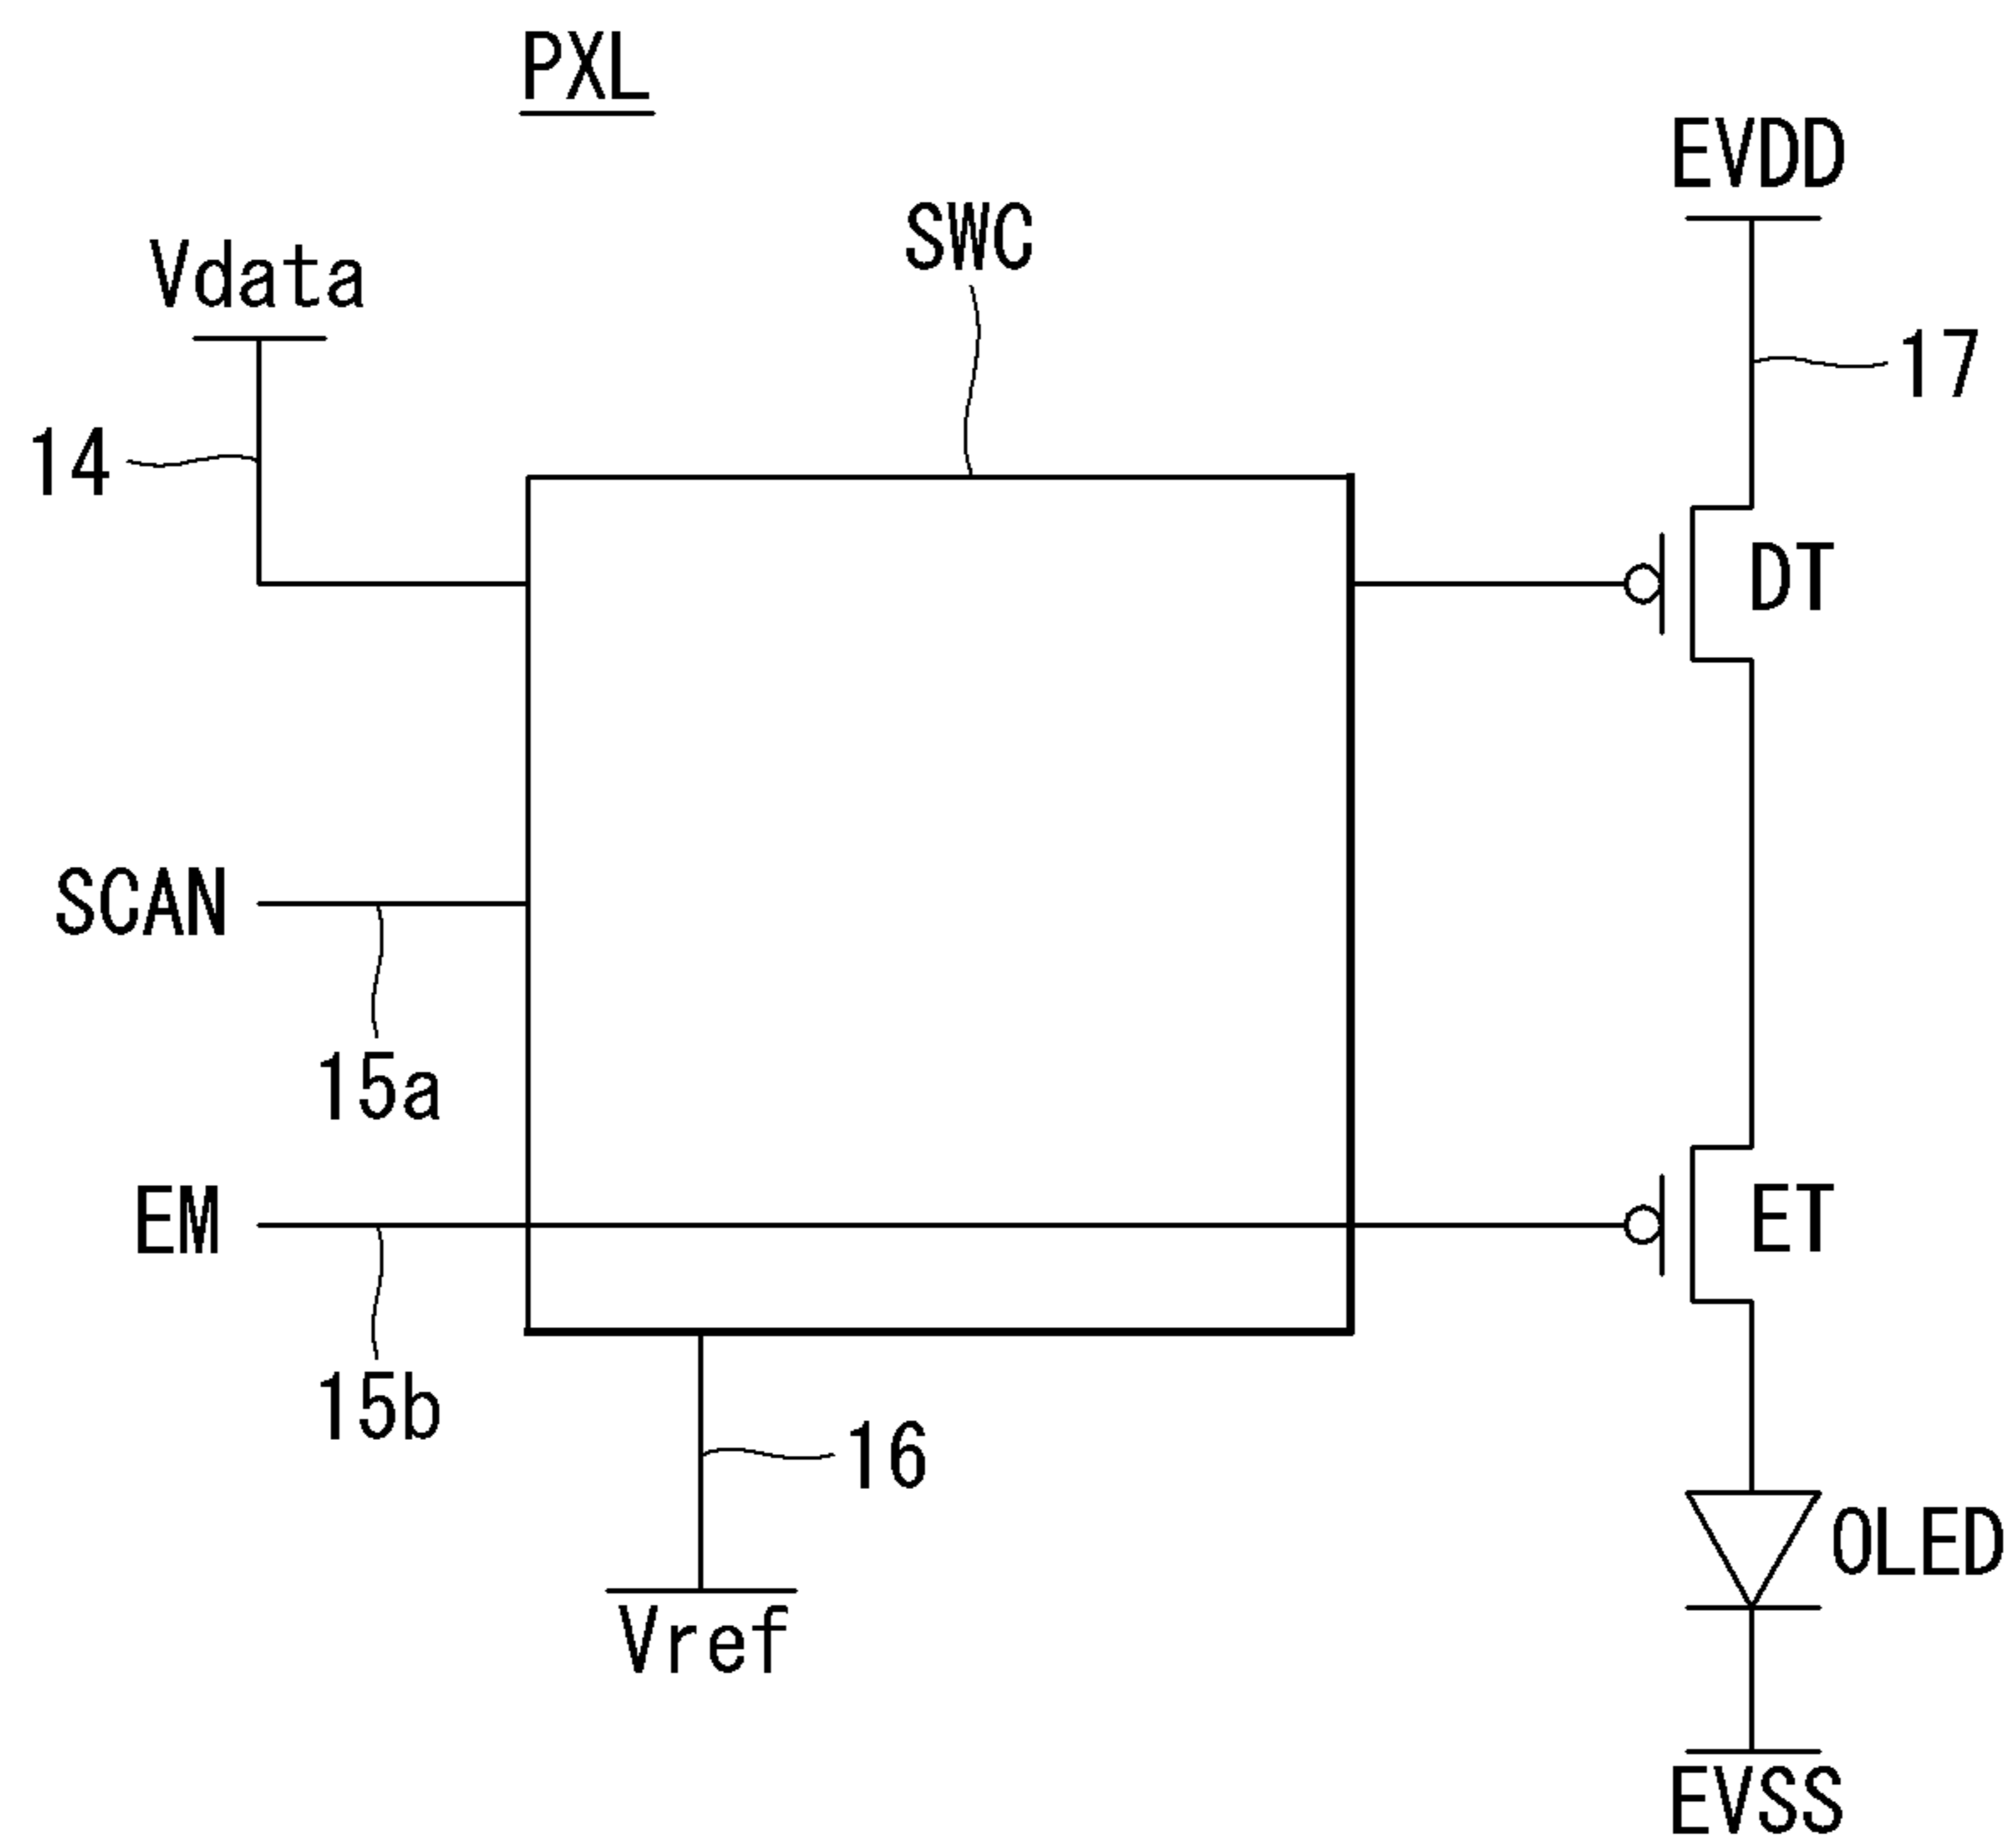 PXL
EVDD
SWC
Vdata
17
14
DT
SCAN
15a
EM
ET
15b
16
OLED
Vref
EVSS